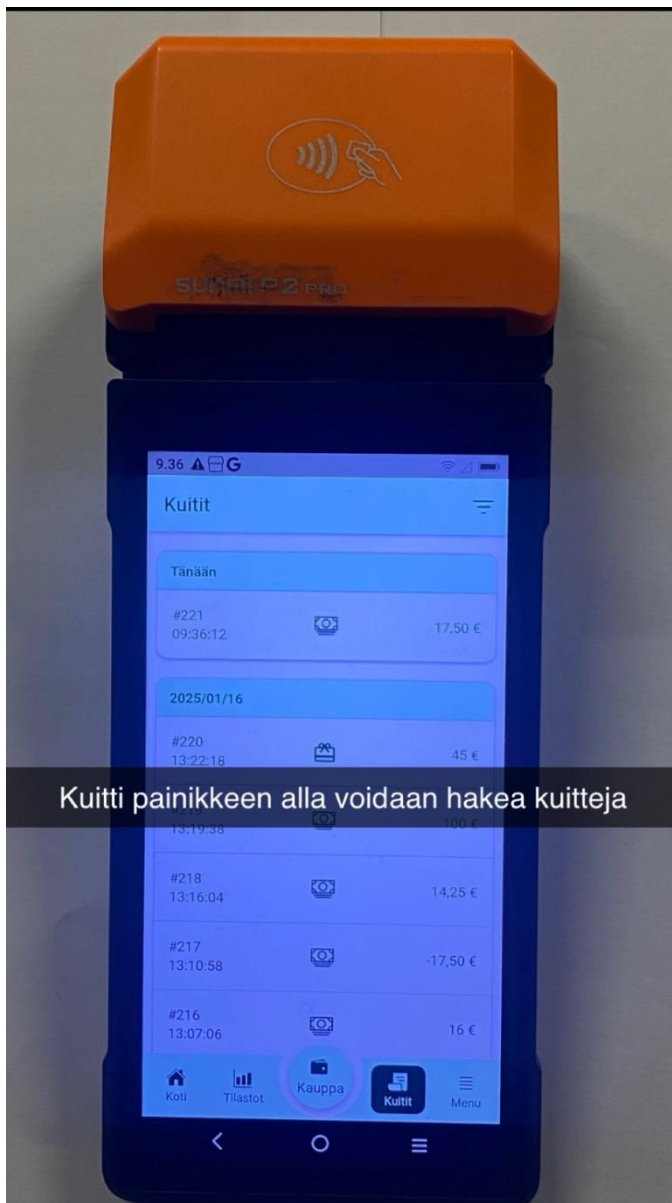 SUNMI P2 PRO
9.36 G
Kuitit
Tänään
#221
09:36:12
17,50 €
2025/01/16
#220
13:22:18
45 €
Kuitti painikkeen alla voidaan hakea kuitteja
13:19:38
100 €
#218
13:16:04
14,25 €
#217
13:10:58
-17,50 €
#216
13:07:06
16 €
Koti
Tilastot
Kauppa
Kuitit
Menu